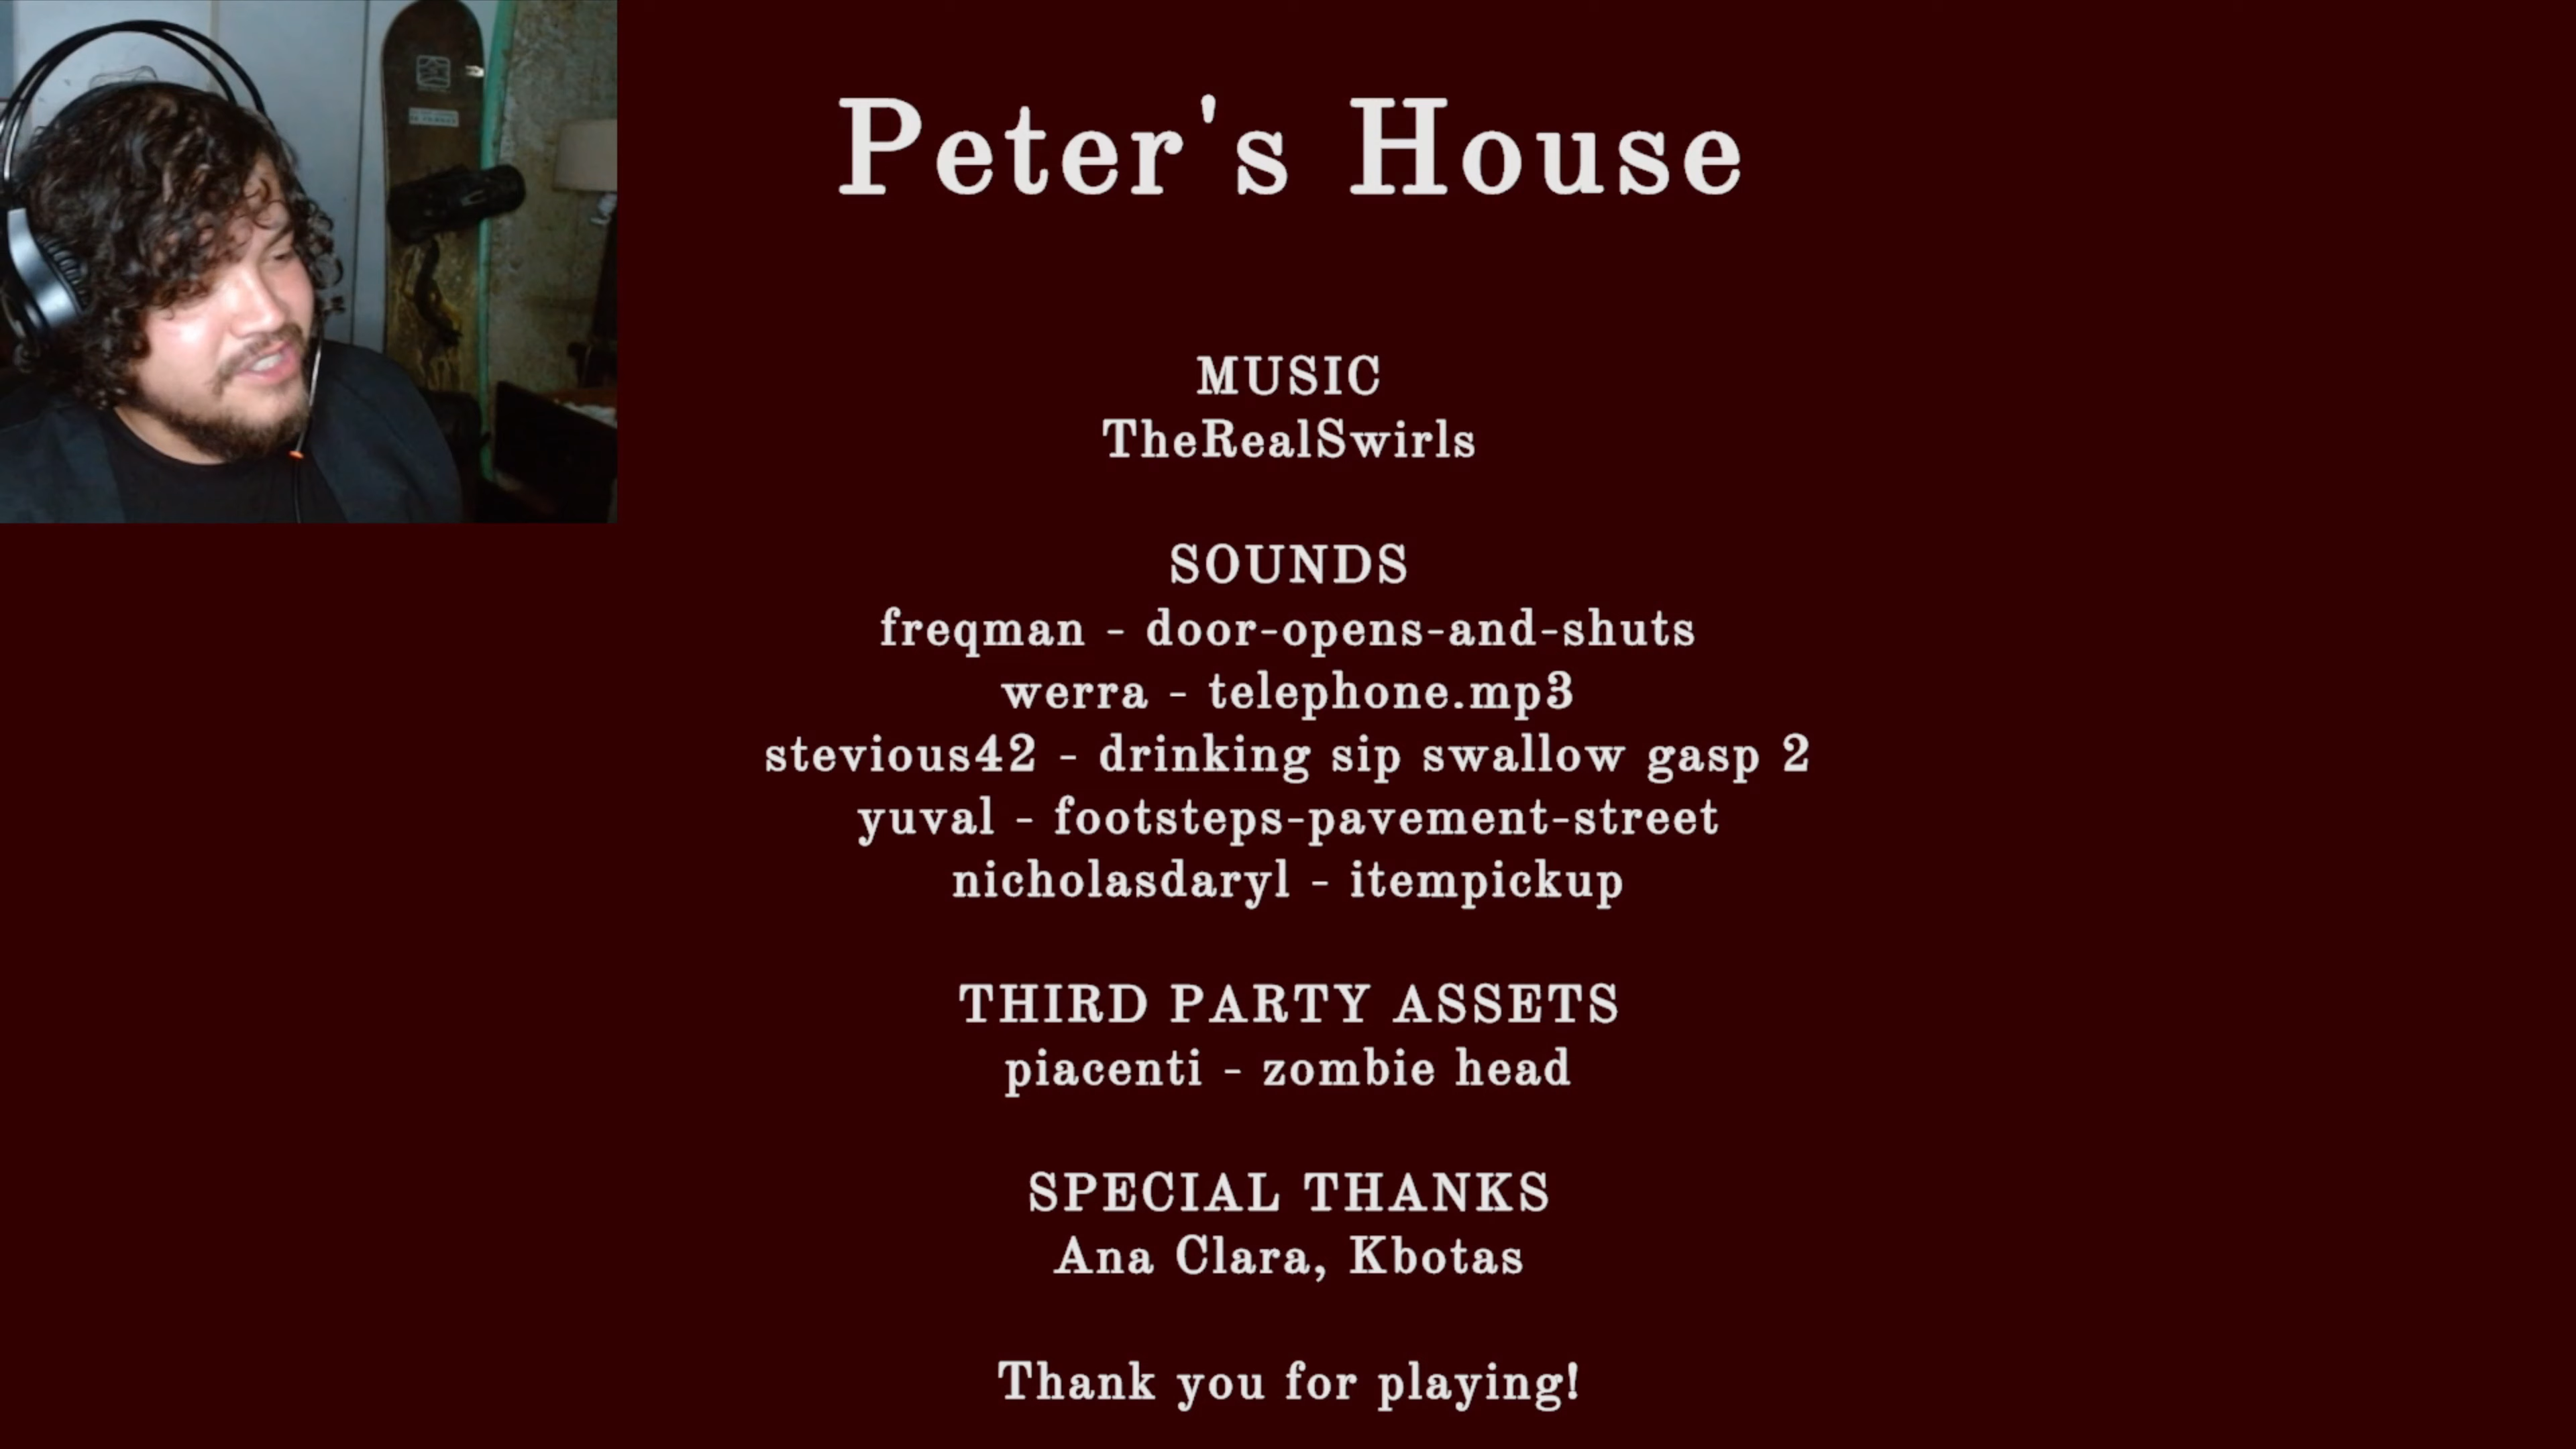 Peter's House
MUSIC
TheRealSwirls
SOUNDS
freqman - door-opens-and-shuts
werra - telephone.mp3
stevious42 - drinking sip swallow gasp 2
yuval - footsteps-pavement-street
nicholasdaryl - itempickup
THIRD PARTY ASSETS
piacenti - zombie head
SPECIAL THANKS
Ana Clara, Kbotas
Thank you for playing!